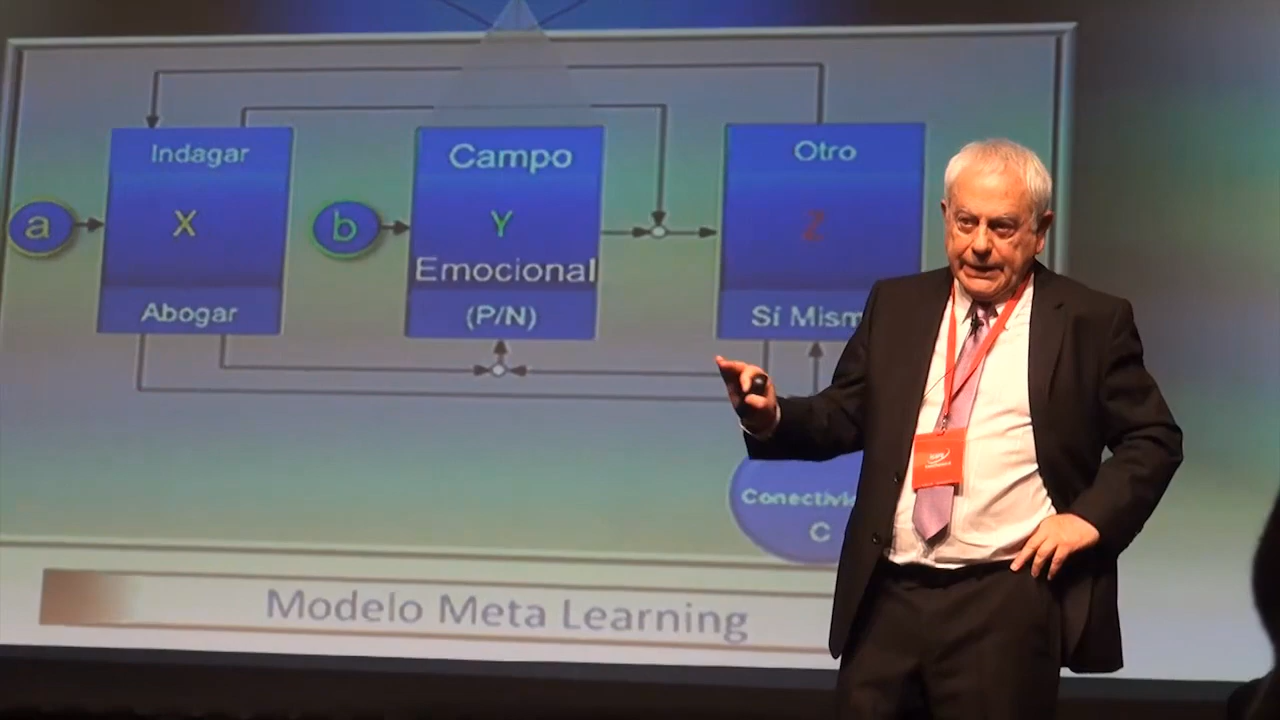 Indagar
a
X
Abogar
b
Campo
Y
Emocional
(P/N)
Otro
Z
Sí Mism
Conectivi
C
Modelo Meta Learning